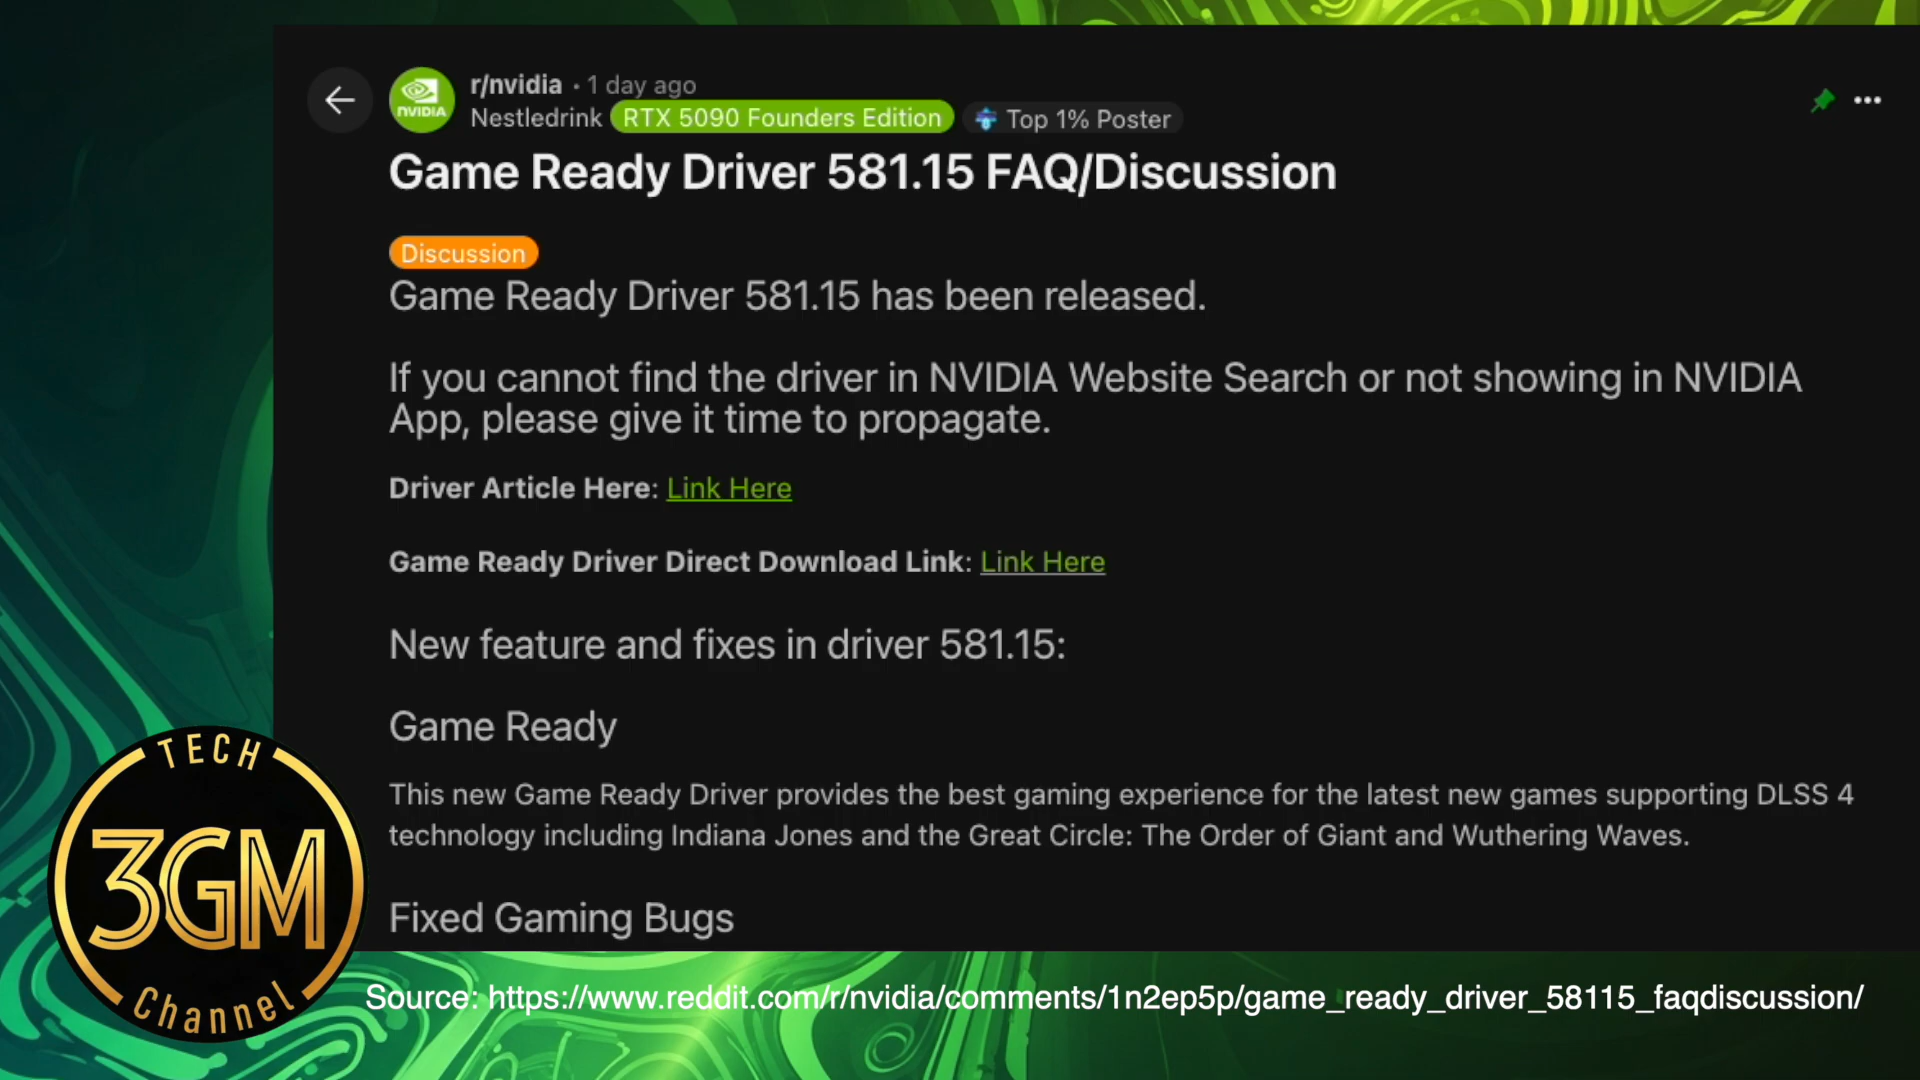 r/nvidia • 1 day ago
Nestledrink RTX 5090 Founders Edition Top 1% Poster
NVIDIA
Game Ready Driver 581.15 FAQ/Discussion
Discussion
Game Ready Driver 581.15 has been released.
If you cannot find the driver in NVIDIA Website Search or not showing in NVIDIA
App, please give it time to propagate.
Driver Article Here: Link Here
Game Ready Driver Direct Download Link: Link Here
New feature and fixes in driver 581.15:
Game Ready
This new Game Ready Driver provides the best gaming experience for the latest new games supporting DLSS 4
technology including Indiana Jones and the Great Circle: The Order of Giant and Wuthering Waves.
Fixed Gaming Bugs
TECH
3GM
Channel
Source: https://www.reddit.com/r/nvidia/comments/1n2ep5p/game_ready_driver_58115_faqdiscussion/